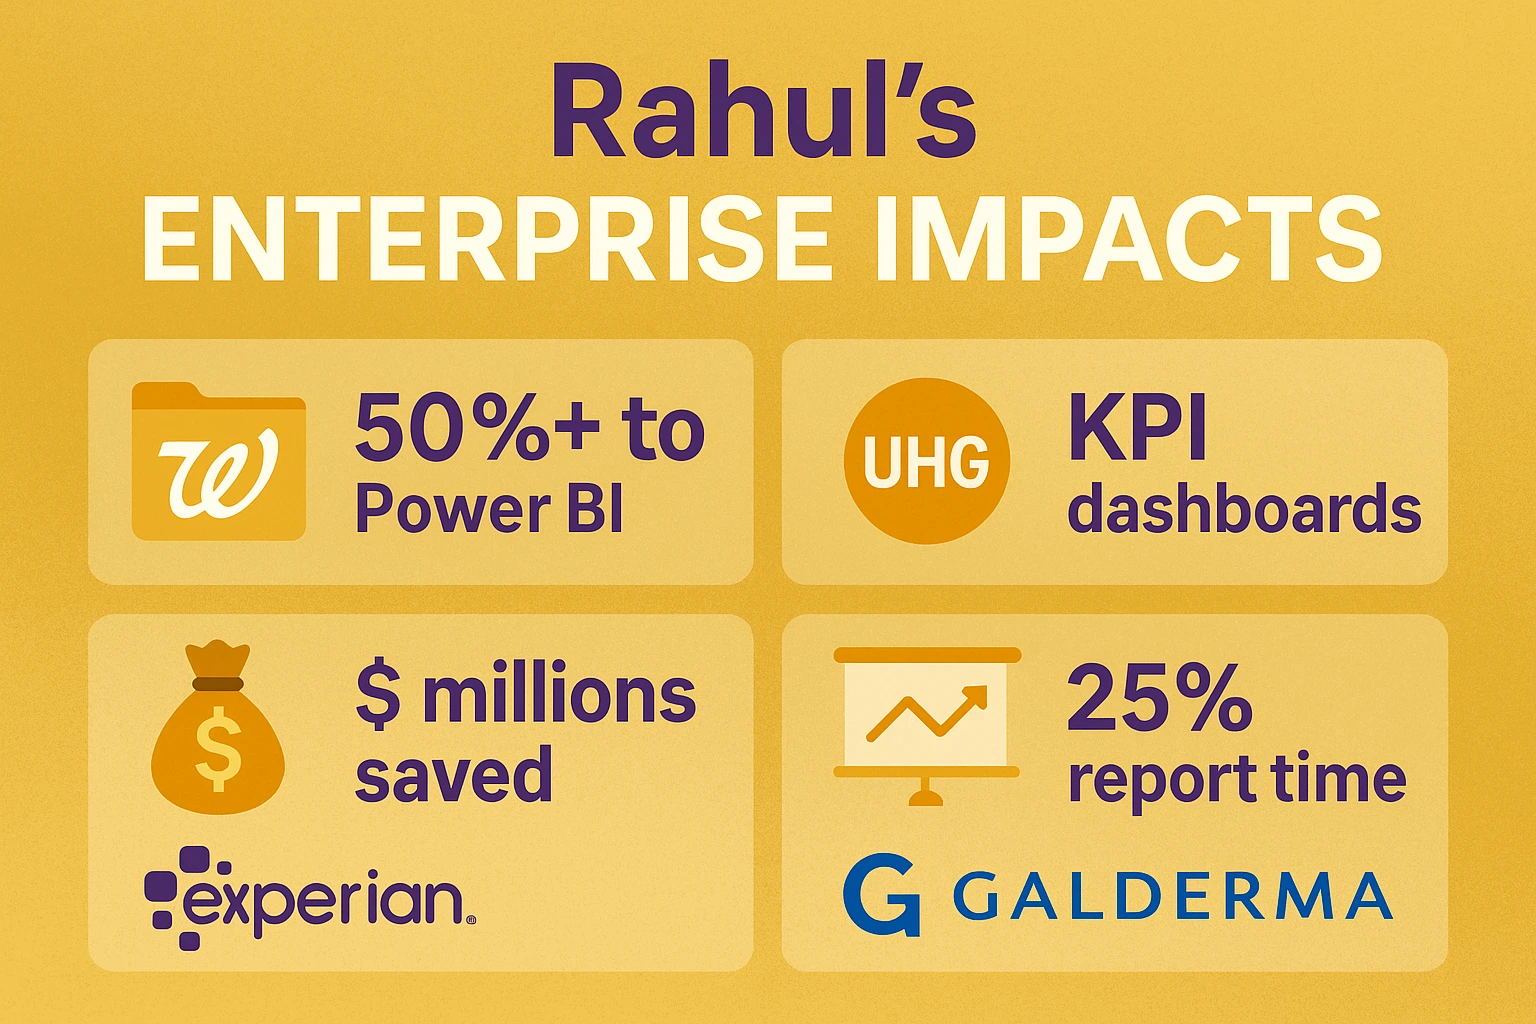 Rahul’s
ENTERPRISE IMPACTS
W
50%+ to
Power BI
UHG
KPI
dashboards
$
$ millions
saved
experian®
25%
report time
G GALDERMA